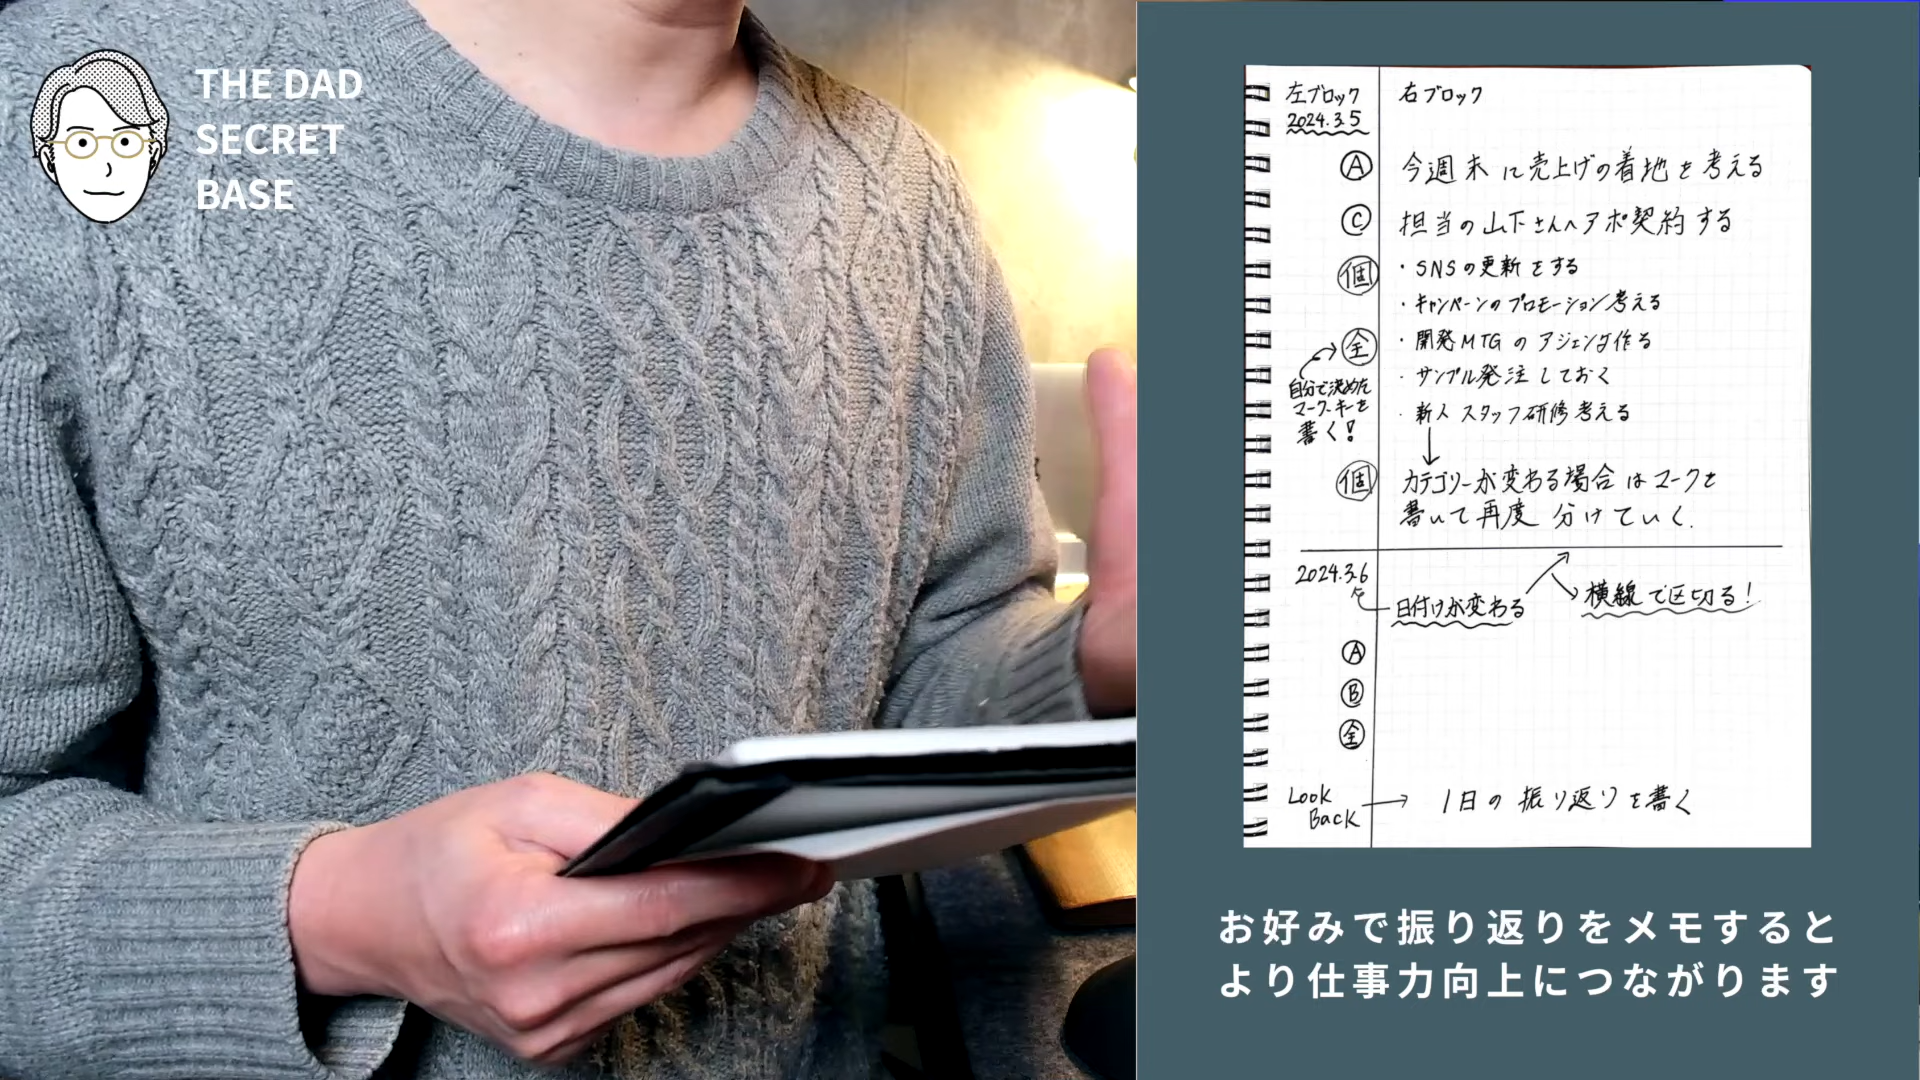 THE DAD
SECRET
BASE
左ブロック
右ブロック
2024.3.5
A 今週末に売上げの着地を考える
C 担当の山下さんへアポ契約する
個 ・SNSの更新をする
・キャンペーンのプロモーション考える
全 ・開発MTGのアジェンダ作る
・サンプル発注しておく
・新人スタッフ研修考える
自分で決めた
マークキーを
書く!
個 カテゴリーが変わる場合はマークを
書いて再度分けていく.
2024.3.6
日付けが変わる
横線で区切る!
A
B
全
Look
Back
1日の振り返りを書く
お好みで振り返りをメモすると
より仕事力向上につながります